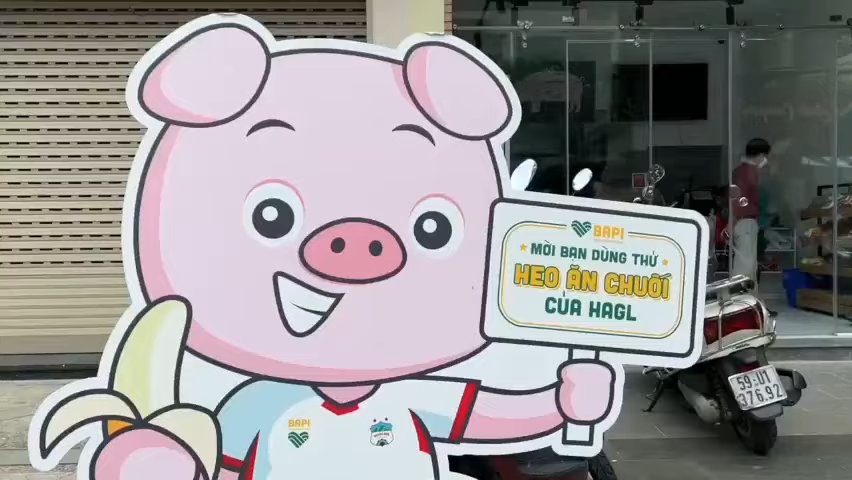 BAPI
MỜI BẠN DÙNG THỬ
HEO ĂN CHUỐI
CỦA HAGL
BAPI
59-U1
376.92